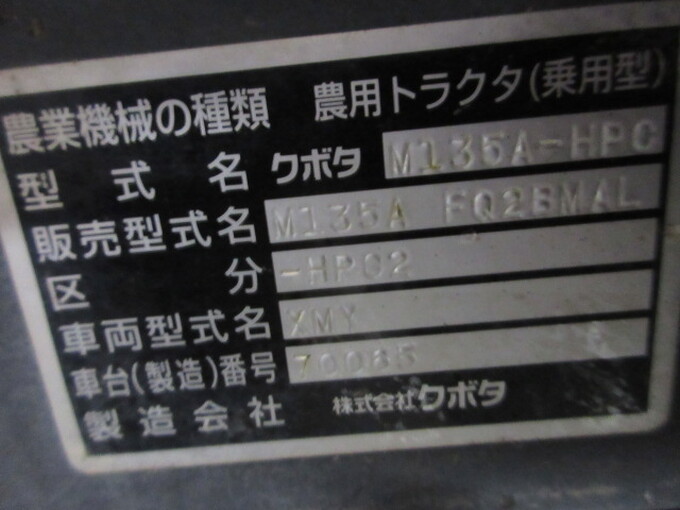 農業機械の種類 農用トラクタ(乗用型)
型式名 クボタ M135A-HPC
販売型式名 M135A FQ2BMAL
区分 -HPC2
車両型式名 XMY
車台(製造)番号 70065
製造会社 株式会社クボタ